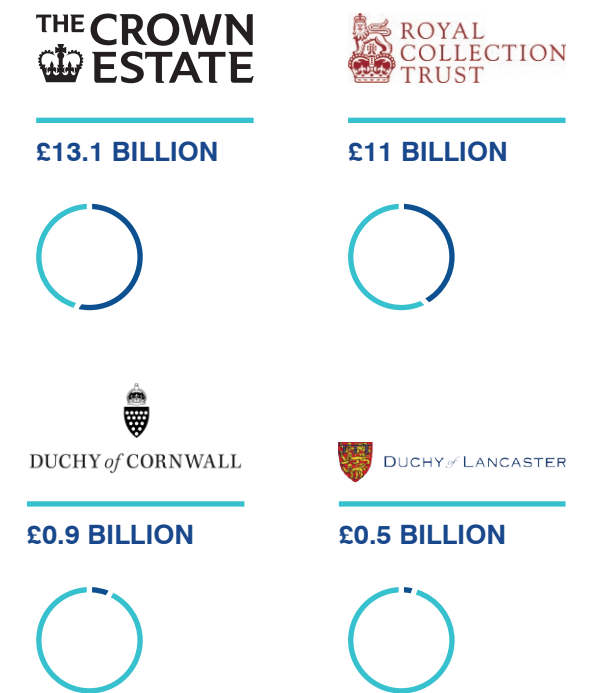 THE CROWN
ESTATE
ROYAL
COLLECTION
TRUST
£13.1 BILLION
£11 BILLION
DUCHY of CORNWALL
DUCHY of LANCASTER
£0.9 BILLION
£0.5 BILLION